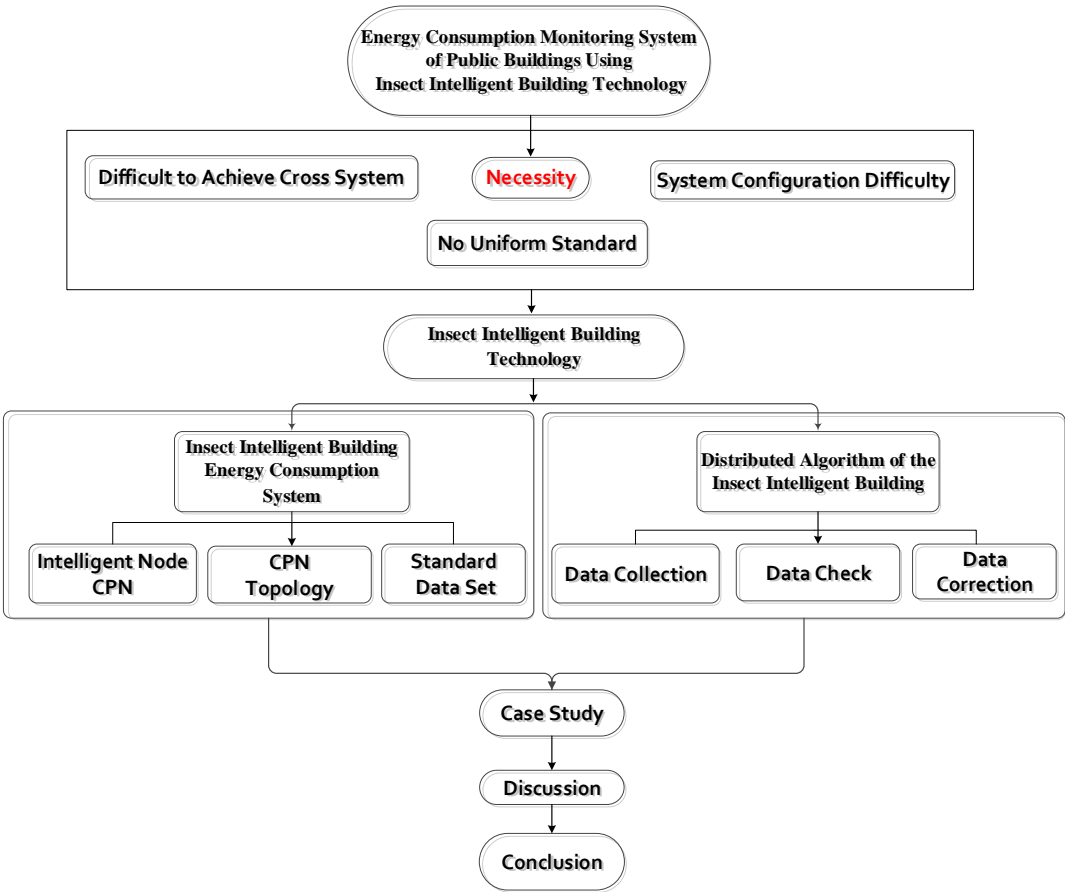 Energy Consumption Monitoring System
of Public Buildings Using
Insect Intelligent Building Technology
Difficult to Achieve Cross System
Necessity
System Configuration Difficulty
No Uniform Standard
Insect Intelligent Building
Technology
Insect Intelligent Building
Energy Consumption
System
Distributed Algorithm of the
Insect Intelligent Building
Intelligent Node
CPN
CPN
Topology
Standard
Data Set
Data Collection
Data Check
Data
Correction
Case Study
Discussion
Conclusion